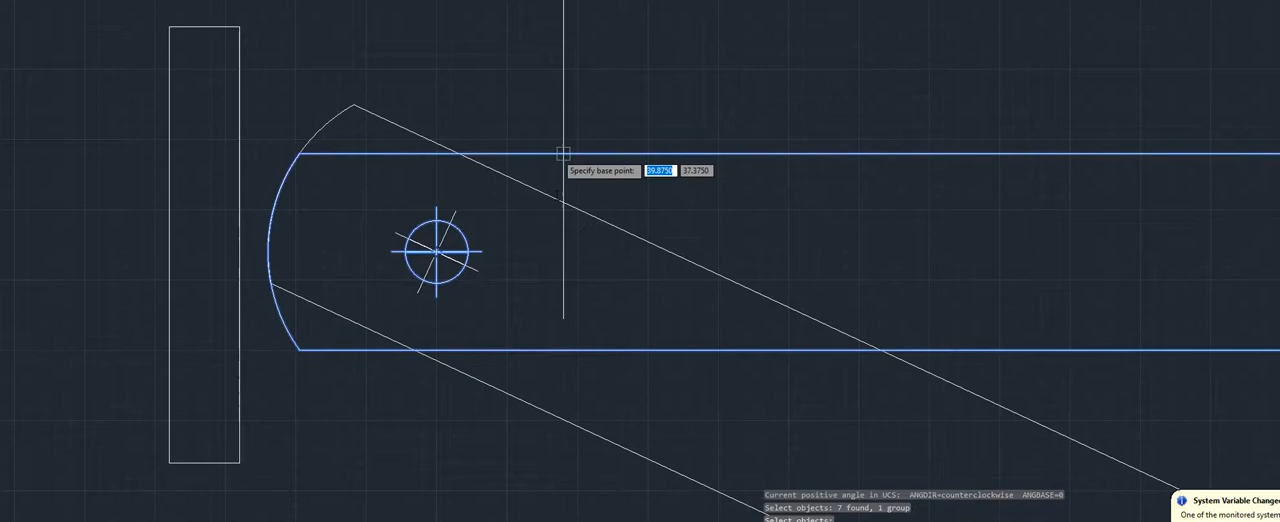 Specify base point: 39.8750 37.3750
Current positive angle in UCS: ANGDIR=counterclockwise ANGBASE=0
Select objects: 7 found, 1 group
Select objects:
System Variable Change
One of the monitored system